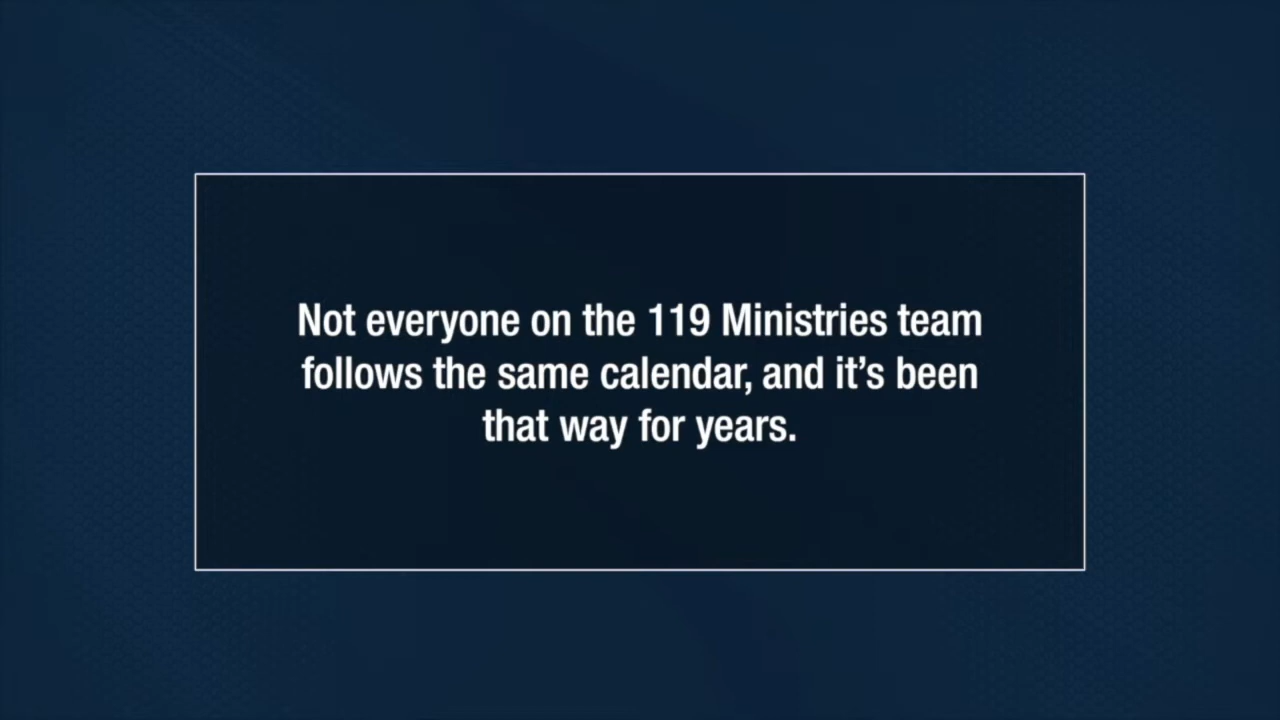 Not everyone on the 119 Ministries team
follows the same calendar, and it’s been
that way for years.